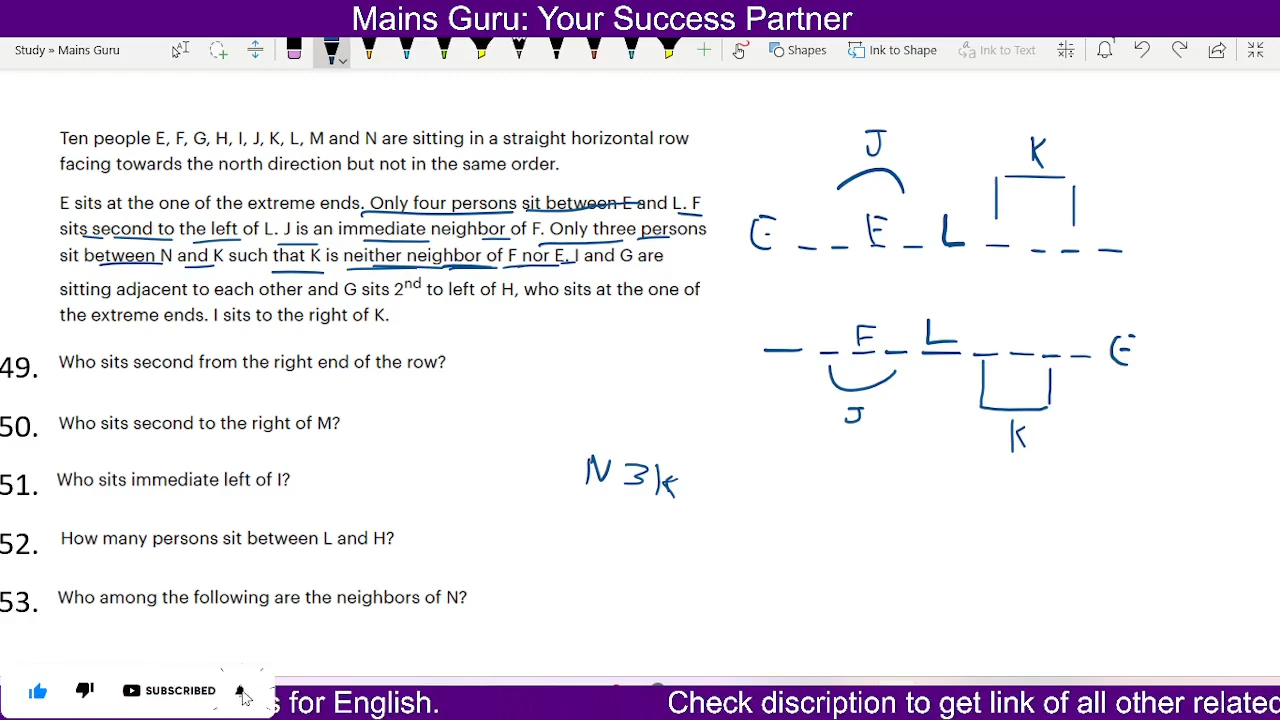 Mains Guru: Your Success Partner
Study » Mains Guru
Shapes
Ink to Shape
Ink to Text
Ten people E, F, G, H, I, J, K, L, M and N are sitting in a straight horizontal row
facing towards the north direction but not in the same order.
E sits at the one of the extreme ends. Only four persons sit between E and L. F
sits second to the left of L. J is an immediate neighbor of F. Only three persons
sit between N and K such that K is neither neighbor of F nor E. I and G are
sitting adjacent to each other and G sits 2nd to left of H, who sits at the one of
the extreme ends. I sits to the right of K.
49. Who sits second from the right end of the row?
50. Who sits second to the right of M?
51. Who sits immediate left of I?
52. How many persons sit between L and H?
53. Who among the following are the neighbors of N?
J
K
E _ _ E _ L _ _ _ _
_ _ F _ L _ _ _ _ E
J
K
N 3 K
SUBSCRIBED
s for English.
Check discription to get link of all other related